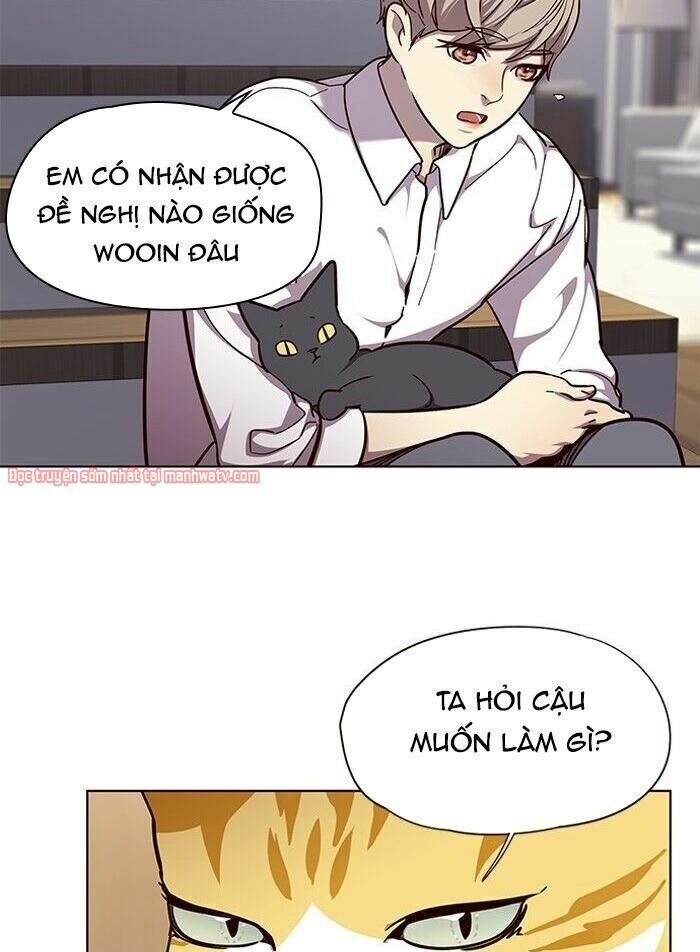 EM CÓ NHẬN ĐƯỢC
ĐỀ NGHỊ NÀO GIỐNG
WOOIN ĐÂU
Đọc truyện sớm nhất tại manhwatv.com
TA HỎI CẬU
MUỐN LÀM GÌ?